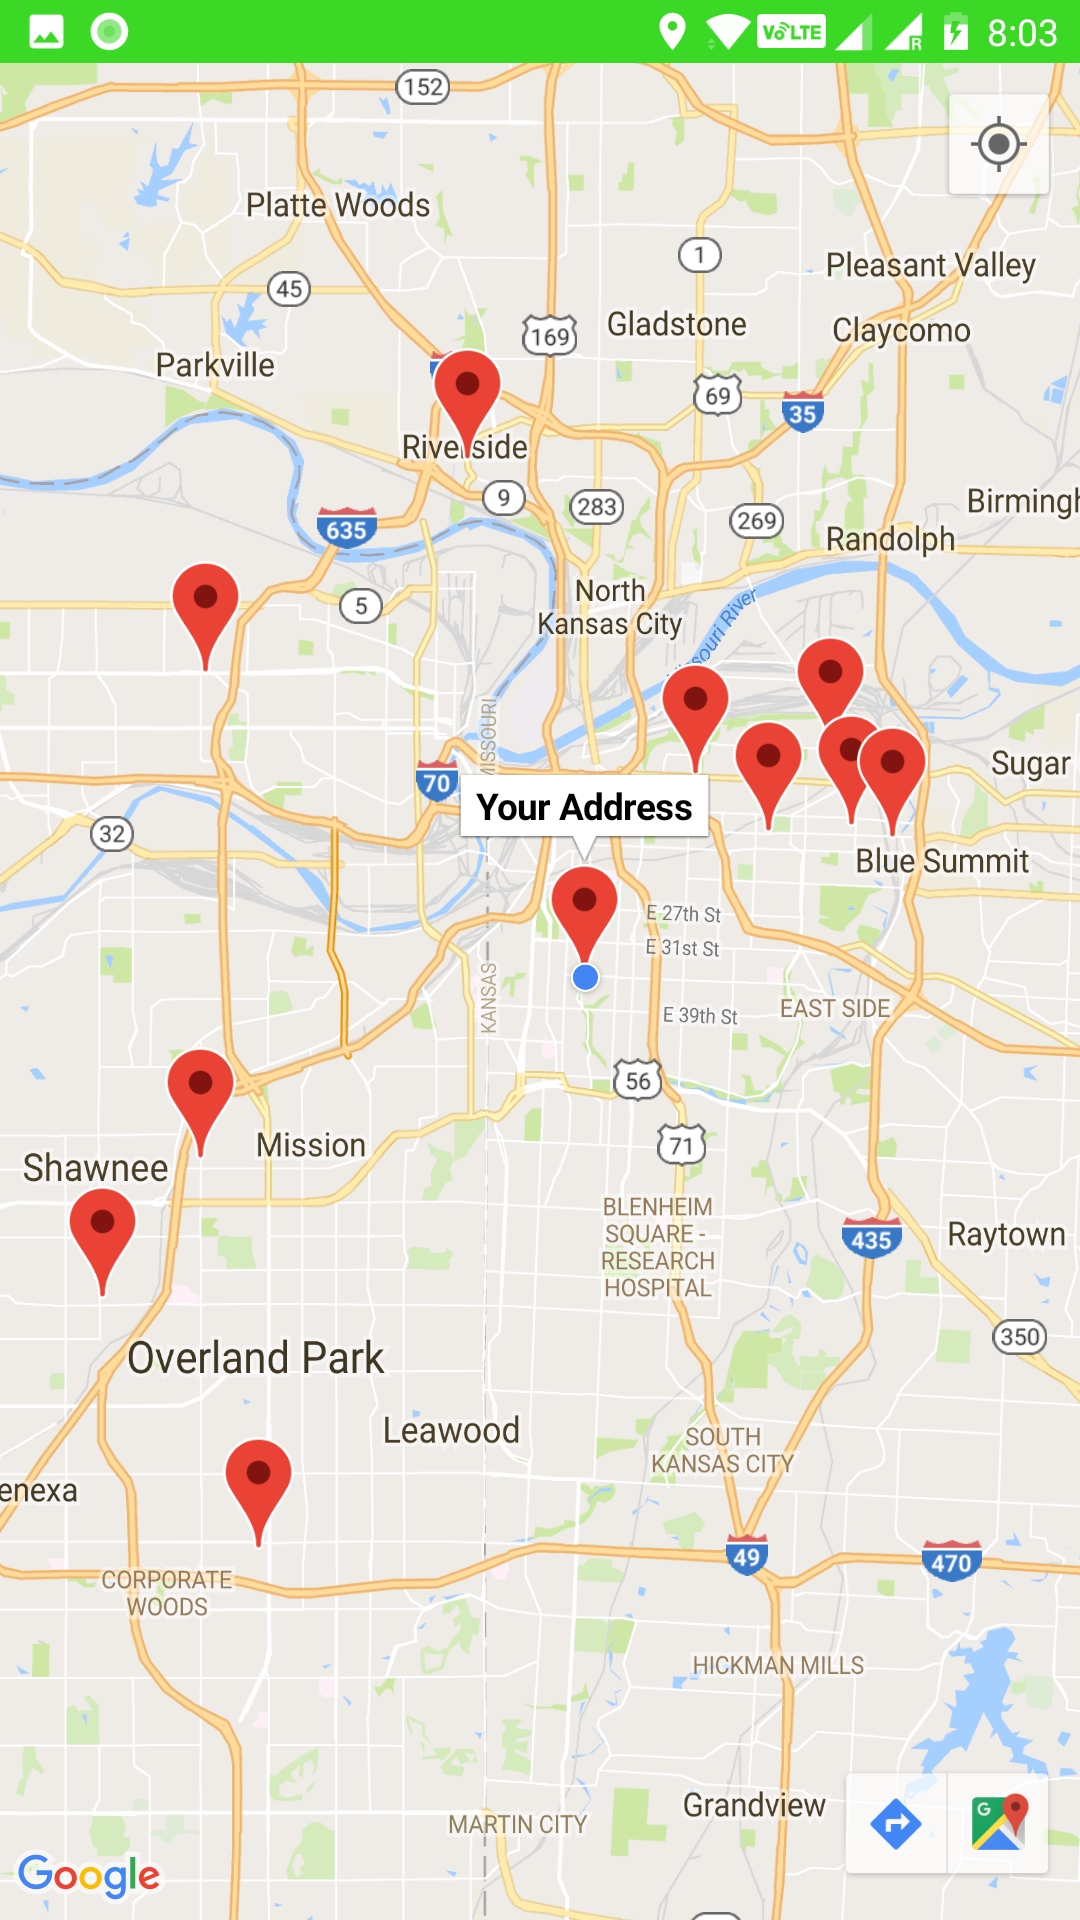 VoLTE
R
8:03
152
Platte Woods
1
Pleasant Valley
45
169
Gladstone
Claycomo
Parkville
69
35
Riverside
9
283
Birmingh
269
635
Randolph
5
North
Kansas City
souri River
MISSOURI
70
Sugar
Your Address
32
Blue Summit
E 27th St
E 31st St
KANSAS
E 39th St
EAST SIDE
56
Mission
71
Shawnee
BLENHEIM
SQUARE -
RESEARCH
HOSPITAL
435
Raytown
350
Overland Park
Leawood
SOUTH
KANSAS CITY
enexa
49
470
CORPORATE
WOODS
HICKMAN MILLS
Grandview
G
MARTIN CITY
Google